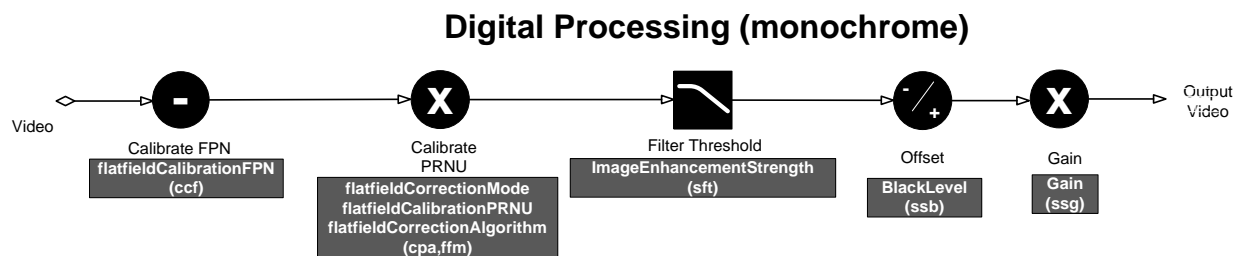 Digital Processing (monochrome)
Video
-
X
-
+
X
Output
Video
Calibrate FPN
flatfieldCalibrationFPN
(ccf)
Calibrate
PRNU
flatfieldCorrectionMode
flatfieldCalibrationPRNU
flatfieldCorrectionAlgorithm
(cpa,ffm)
Filter Threshold
ImageEnhancementStrength
(sft)
Offset
BlackLevel
(ssb)
Gain
Gain
(ssg)